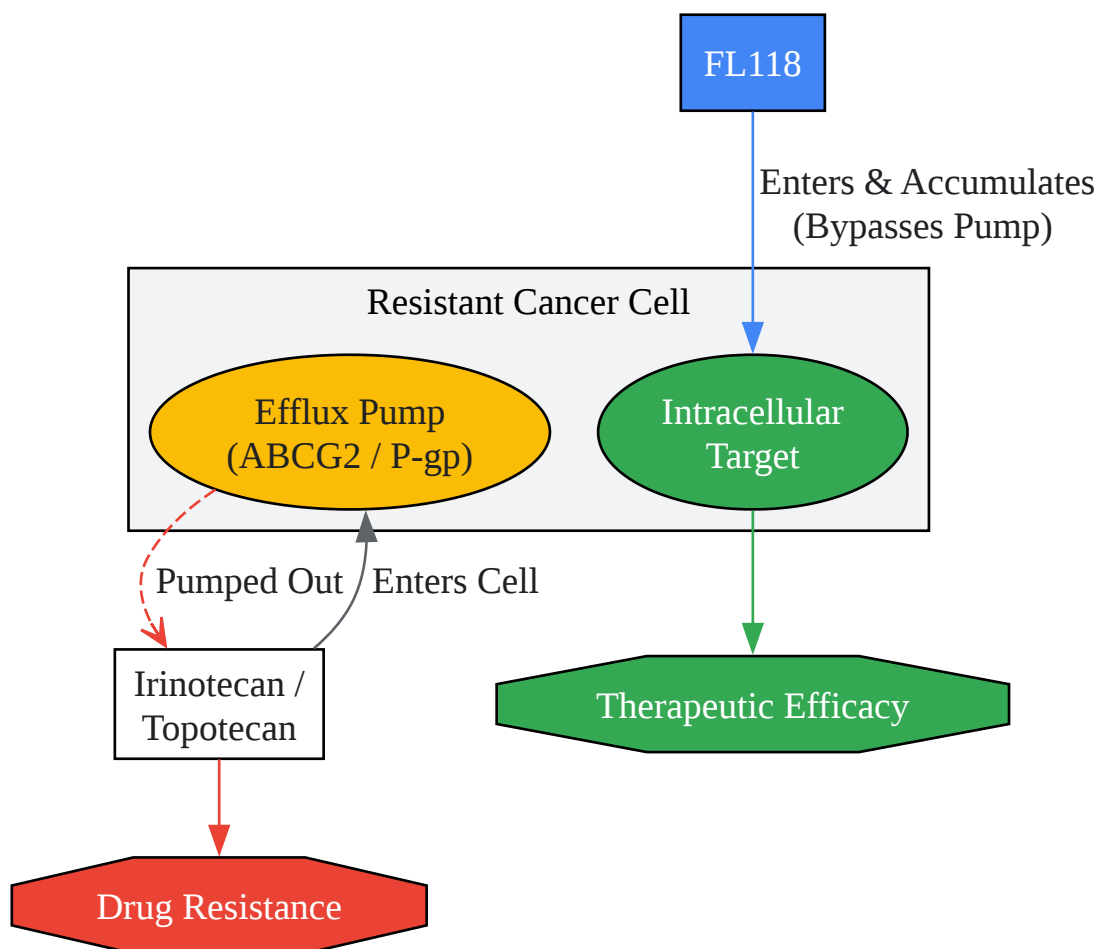 FL118
Enters & Accumulates
(Bypasses Pump)
Resistant Cancer Cell
Efflux Pump
(ABCG2 / P-gp)
Intracellular
Target
Pumped Out
Enters Cell
Irinotecan /
Topotecan
Therapeutic Efficacy
Drug Resistance